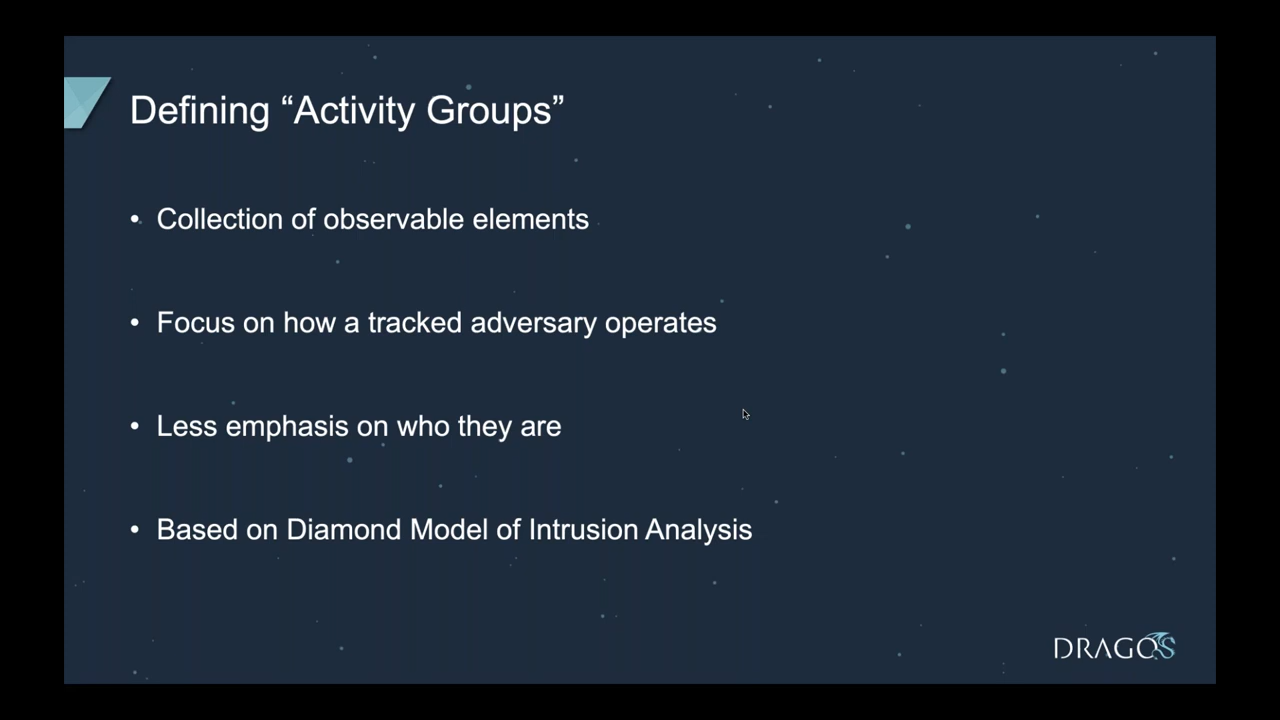 Defining “Activity Groups”
• Collection of observable elements
• Focus on how a tracked adversary operates
• Less emphasis on who they are
• Based on Diamond Model of Intrusion Analysis
DRAGOS